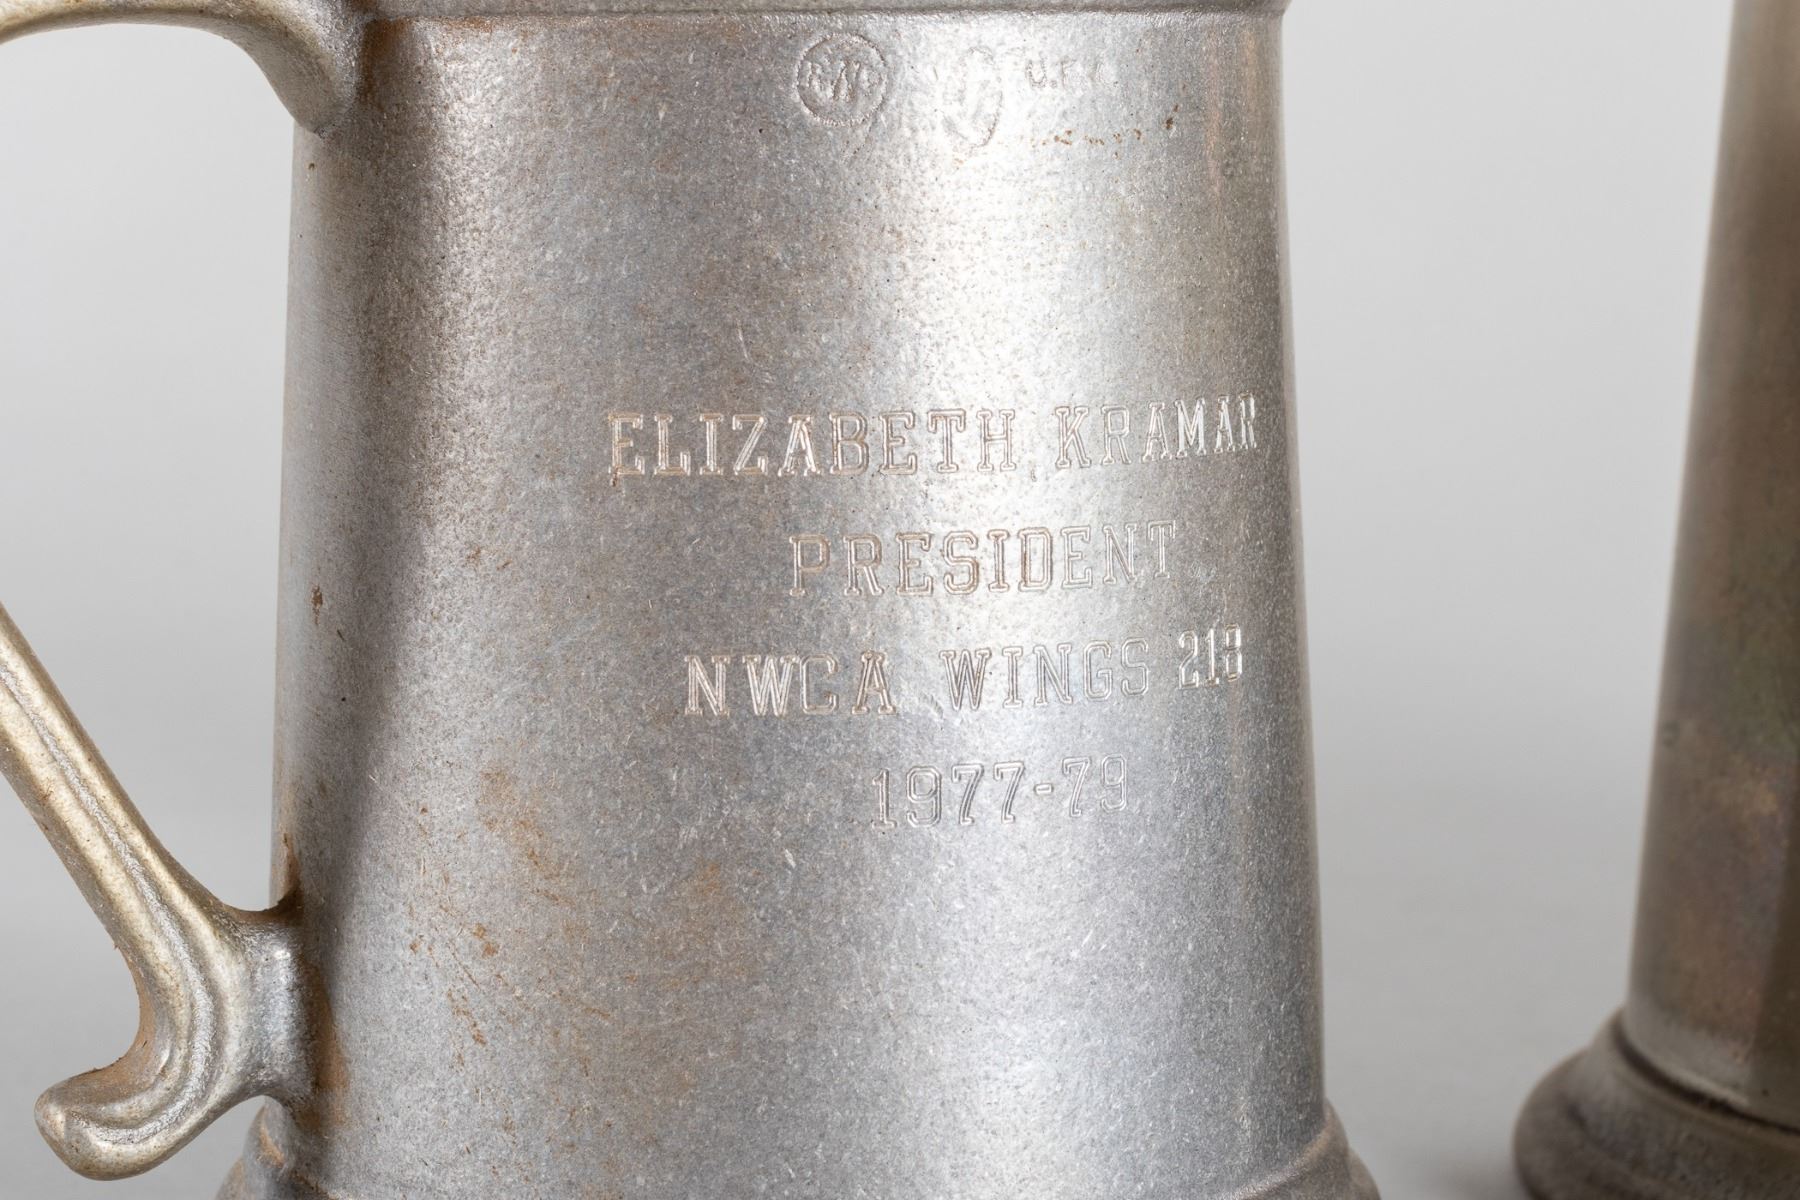 ELIZABETH KRAMAR
PRESIDENT
NWCA WINGS 218
1977-79